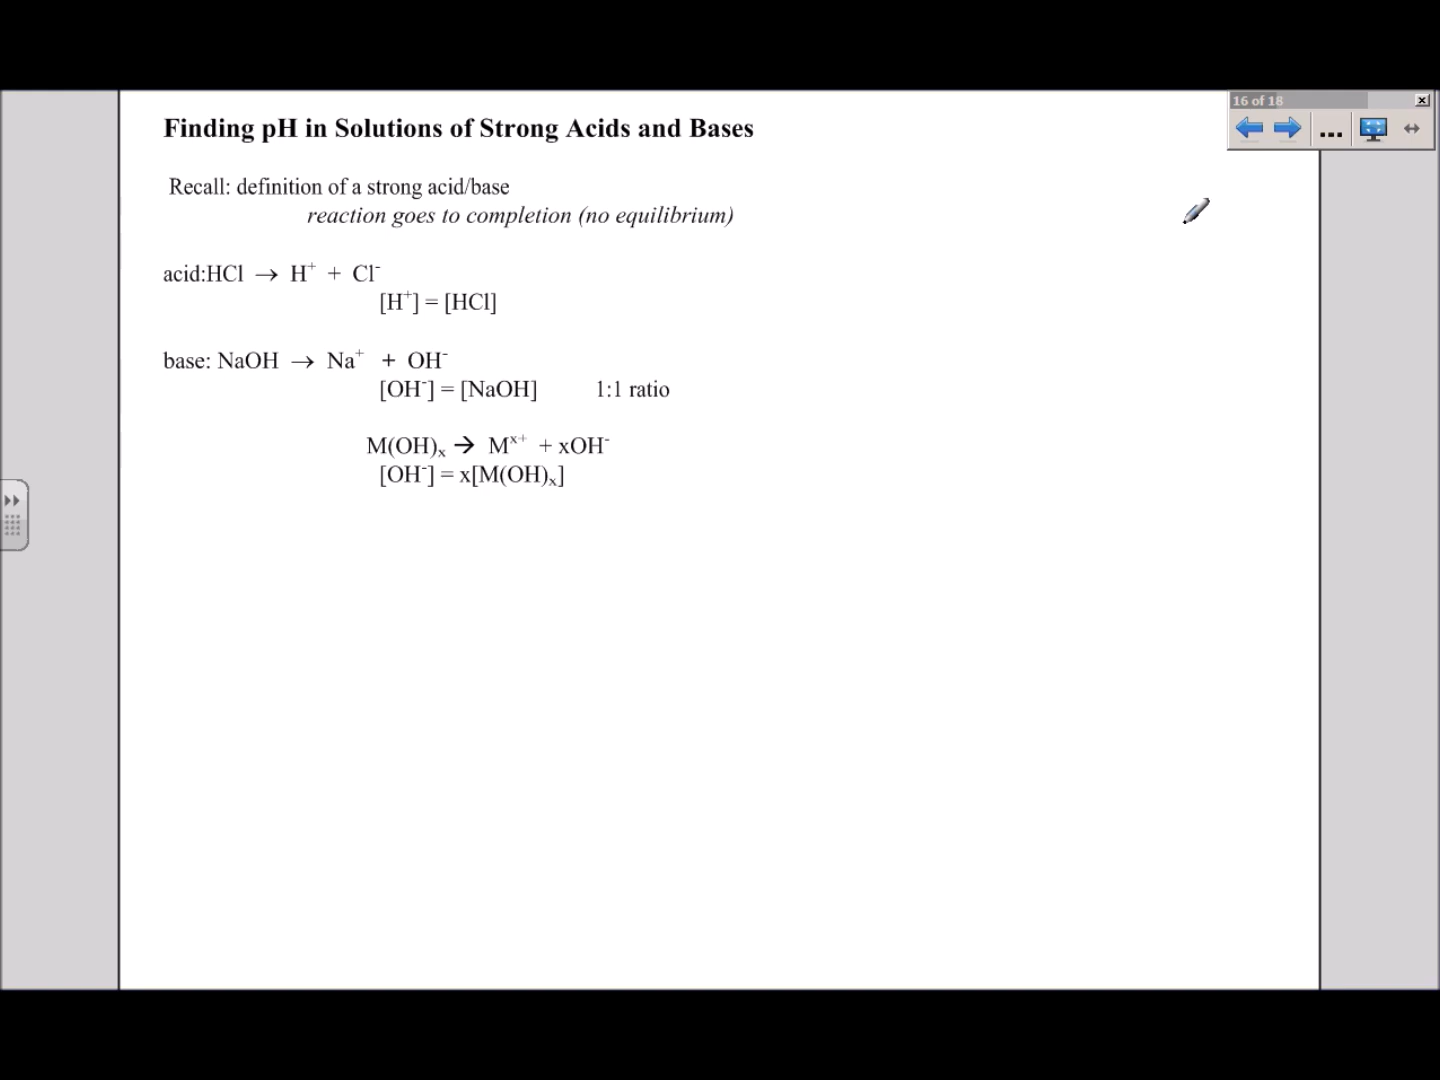 16 of 18
Finding pH in Solutions of Strong Acids and Bases
Recall: definition of a strong acid/base
reaction goes to completion (no equilibrium)
acid:HCl → H⁺ + Cl⁻
[H⁺] = [HCl]
base: NaOH → Na⁺ + OH⁻
[OH⁻] = [NaOH] 1:1 ratio
M(OH)ₓ → Mˣ⁺ + xOH⁻
[OH⁻] = x[M(OH)ₓ]